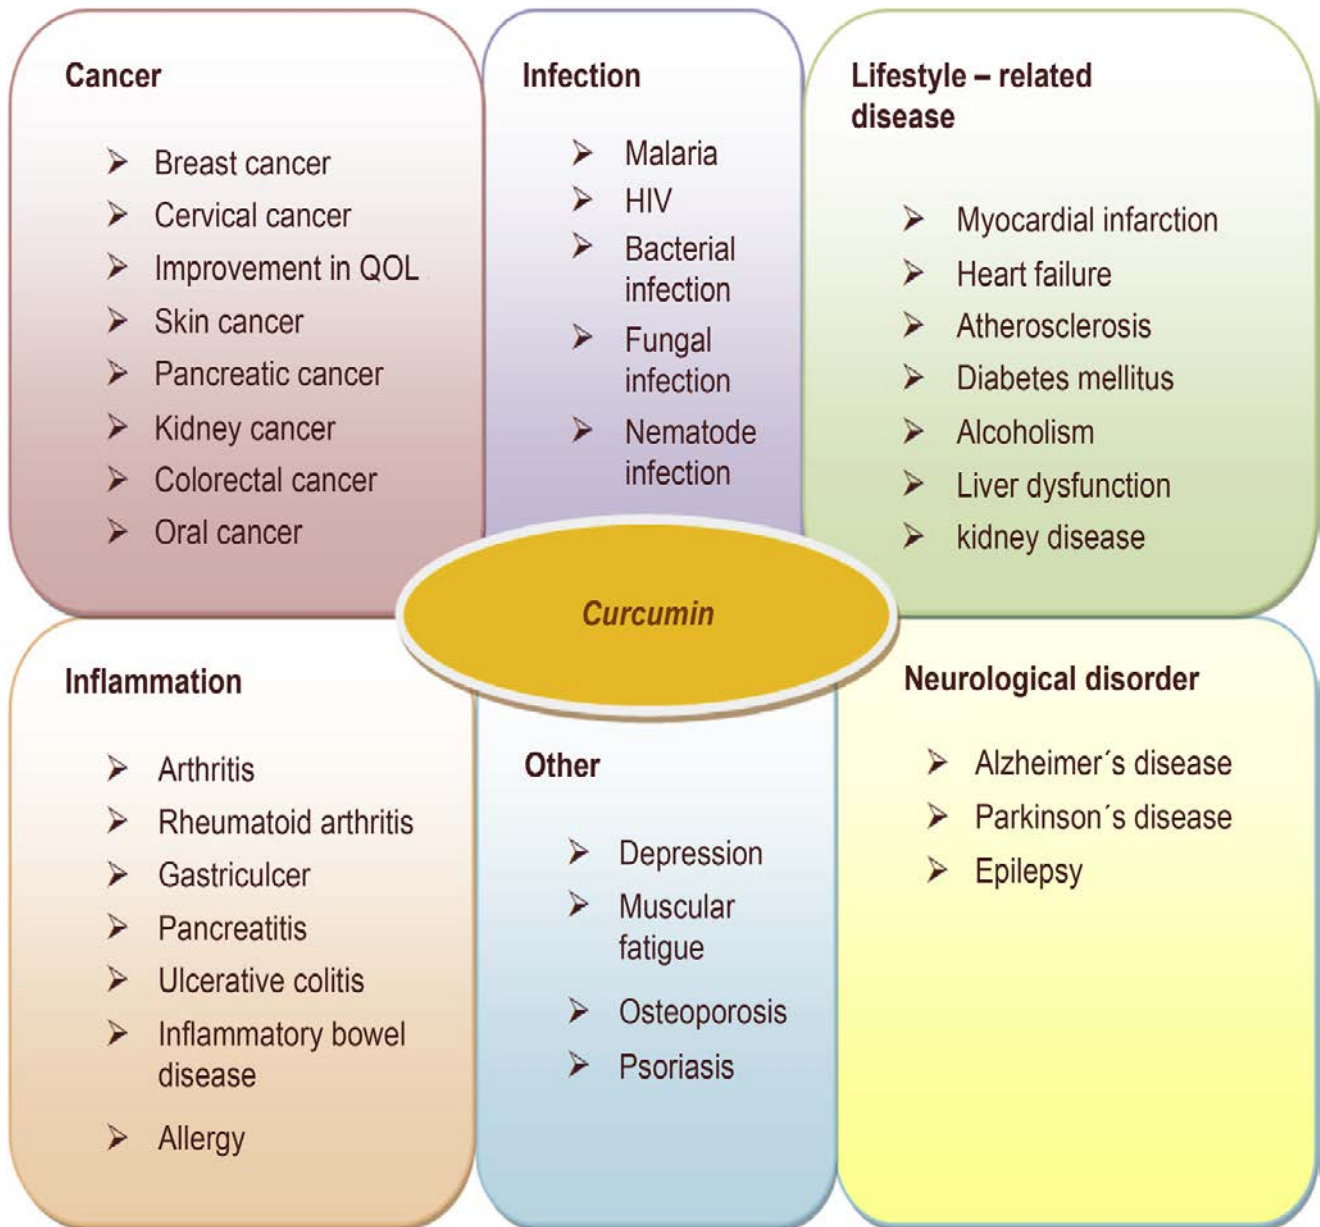 Cancer
➢ Breast cancer
➢ Cervical cancer
➢ Improvement in QOL
➢ Skin cancer
➢ Pancreatic cancer
➢ Kidney cancer
➢ Colorectal cancer
➢ Oral cancer
Infection
➢ Malaria
➢ HIV
➢ Bacterial
infection
➢ Fungal
infection
➢ Nematode
infection
Lifestyle – related
disease
➢ Myocardial infarction
➢ Heart failure
➢ Atherosclerosis
➢ Diabetes mellitus
➢ Alcoholism
➢ Liver dysfunction
➢ kidney disease
Curcumin
Inflammation
➢ Arthritis
➢ Rheumatoid arthritis
➢ Gastriculcer
➢ Pancreatitis
➢ Ulcerative colitis
➢ Inflammatory bowel
disease
➢ Allergy
Other
➢ Depression
➢ Muscular
fatigue
➢ Osteoporosis
➢ Psoriasis
Neurological disorder
➢ Alzheimer´s disease
➢ Parkinson´s disease
➢ Epilepsy